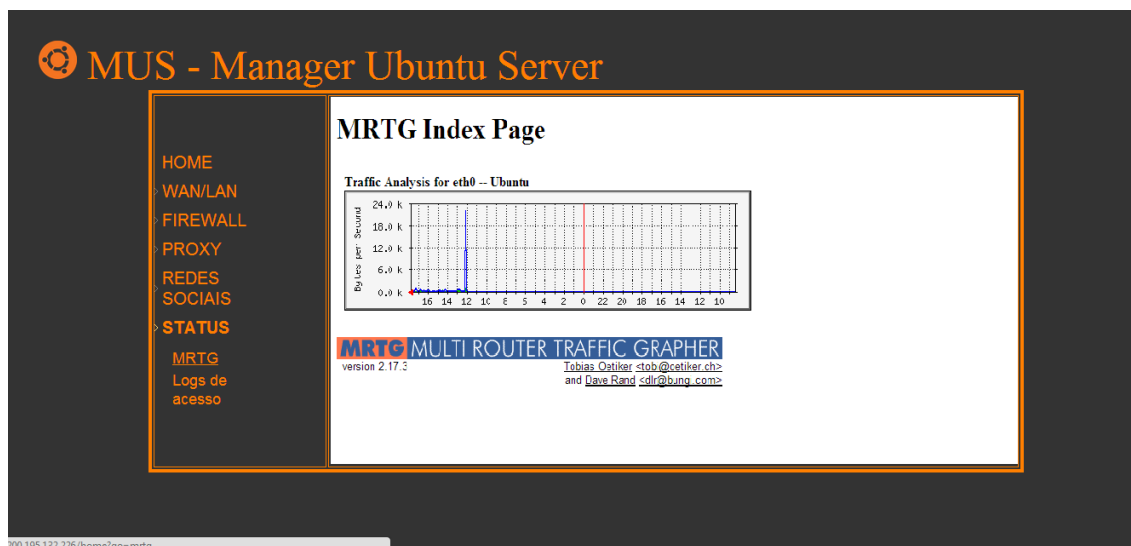 MUS - Manager Ubuntu Server
HOME
WAN/LAN
FIREWALL
PROXY
REDES
SOCIAIS
STATUS
MRTG
Logs de
acesso
MRTG Index Page
Traffic Analysis for eth0 -- Ubuntu
Bytes per Second
24.0 k
18.0 k
12.0 k
6.0 k
0.0 k
16 14 12 10 8 6 4 2 0 22 20 18 16 14 12 10
MRTG MULTI ROUTER TRAFFIC GRAPHER
version 2.17.3
Tobias Oetiker <tobi@oetiker.ch>
and Dave Rand <dlr@bung.com>